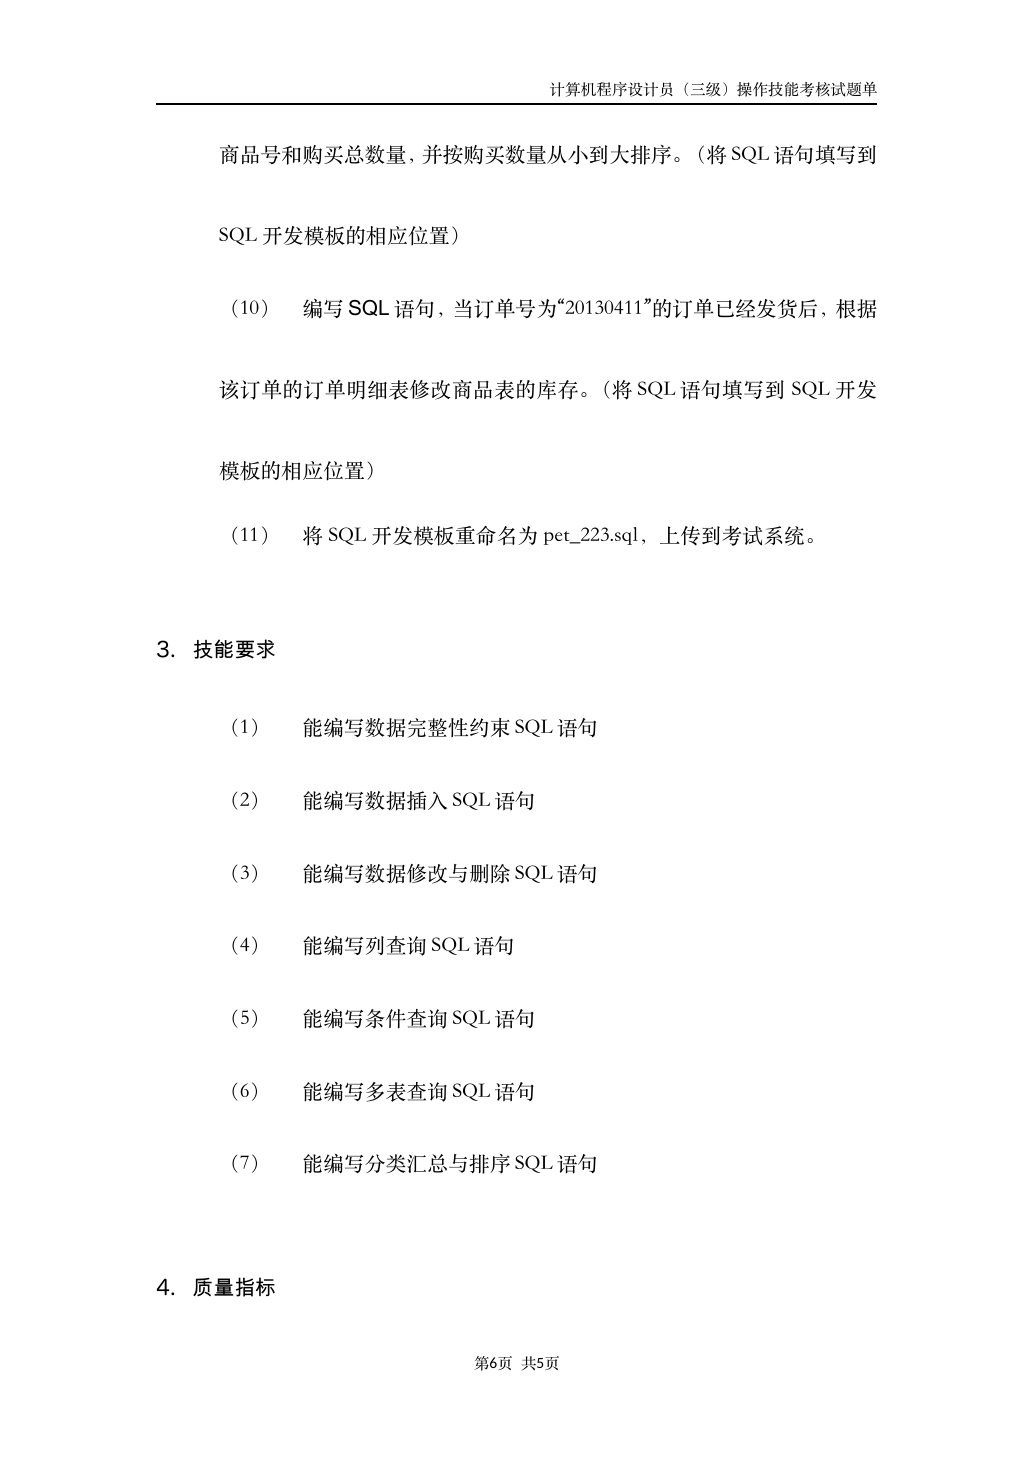 计算机程序设计员（三级）操作技能考核试题单
商品号和购买总数量，并按购买数量从小到大排序。（将 SQL 语句填写到
SQL 开发模板的相应位置）
（10） 编写 SQL 语句，当订单号为“20130411”的订单已经发货后，根据
该订单的订单明细表修改商品表的库存。（将 SQL 语句填写到 SQL 开发
模板的相应位置）
（11） 将 SQL 开发模板重命名为 pet_223.sql，上传到考试系统。
3. 技能要求
（1） 能编写数据完整性约束 SQL 语句
（2） 能编写数据插入 SQL 语句
（3） 能编写数据修改与删除 SQL 语句
（4） 能编写列查询 SQL 语句
（5） 能编写条件查询 SQL 语句
（6） 能编写多表查询 SQL 语句
（7） 能编写分类汇总与排序 SQL 语句
4. 质量指标
第6页 共5页